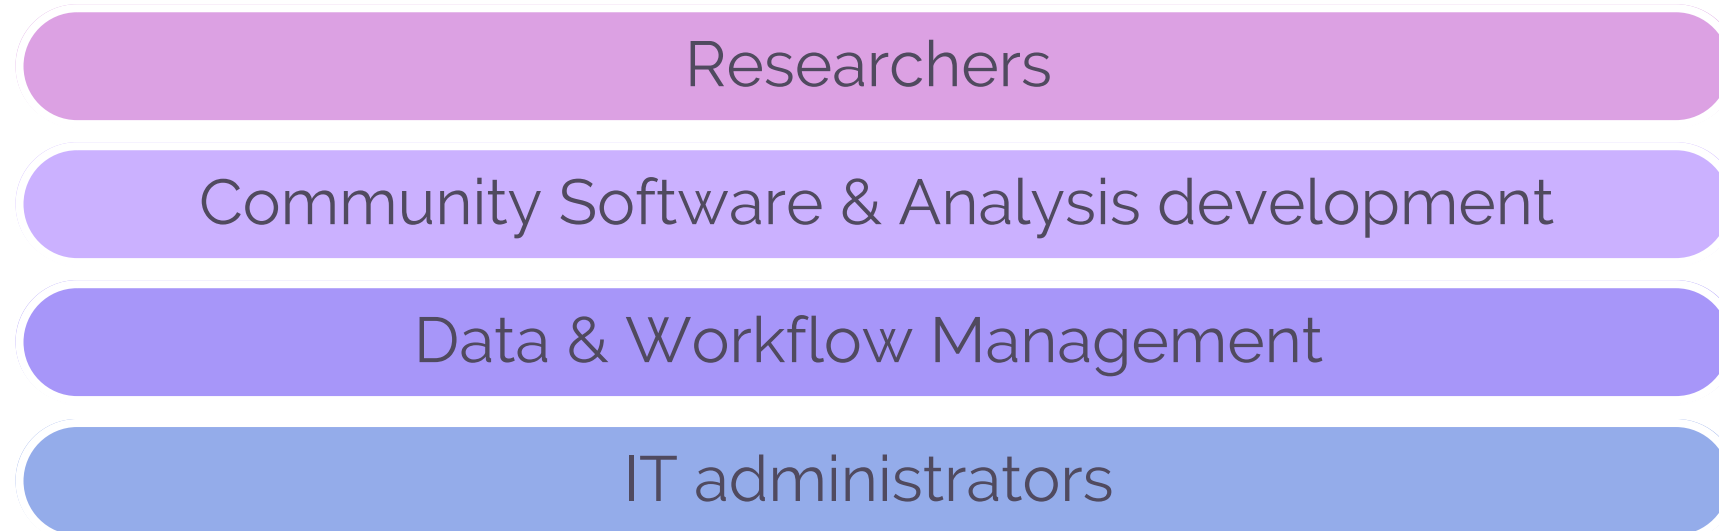 Researchers
Community Software & Analysis development
Data & Workflow Management
IT administrators